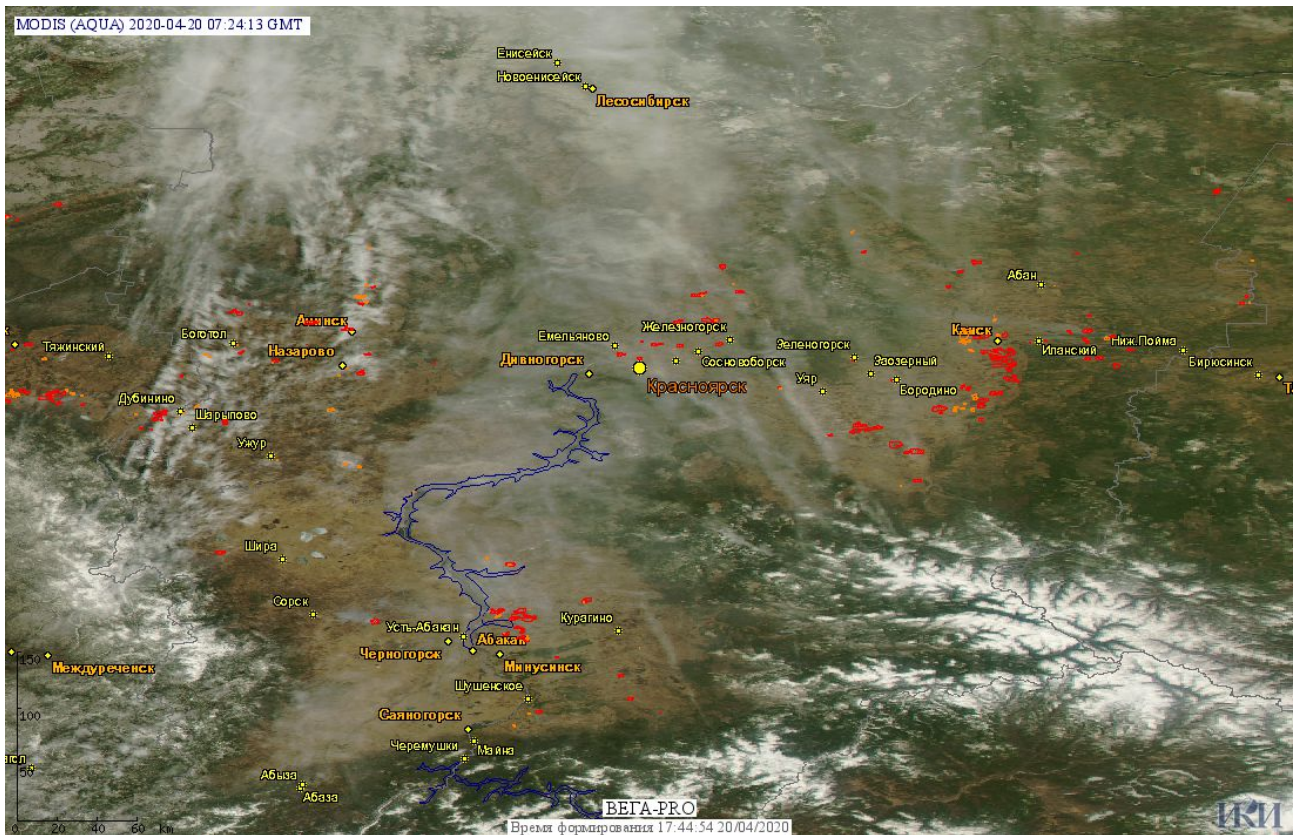 MODIS (AQUA) 2020-04-20 07:24:13 GMT
Енисейск
Новоенисейск
Лесосибирск
Абан
Ачинск
Боготол
Тяжинский
Назарово
Емельяново
Железногорск
Дивногорск
Сосновоборск
Красноярск
Зеленогорск
Заозерный
Уяр
Бородино
Канск
Иланский
Ниж.Пойма
Бирюсинск
Дубинино
Шарыпово
Ужур
Шира
Сорск
Усть-Абакан
Курагино
Черногорск
Абакан
Минусинск
Междуреченск
Шушенское
Саяногорск
Черемушки
Майна
Абыза
Абаза
150
100
50
0 20 40 60 km
ВЕГА-PRO
Время формирования 17:44:54 20/04/2020
ИКИ